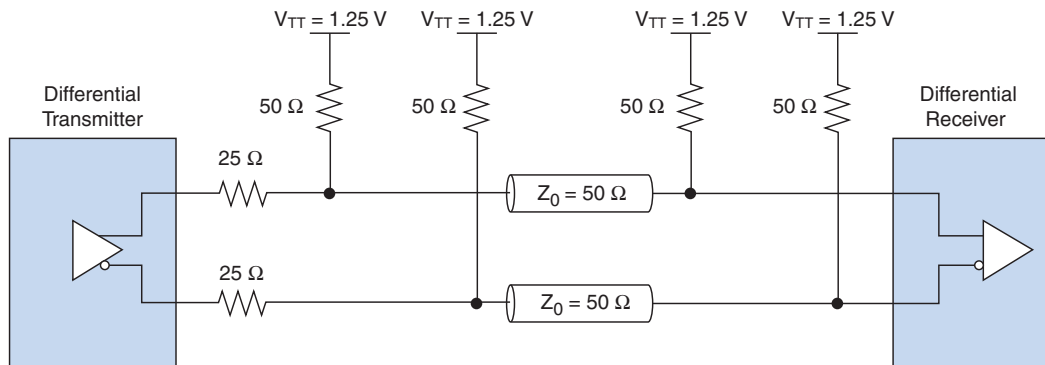 V_TT = 1.25 V V_TT = 1.25 V V_TT = 1.25 V V_TT = 1.25 V
Differential
Transmitter
50 Ω 50 Ω 50 Ω 50 Ω
Differential
Receiver
25 Ω
Z_0 = 50 Ω
25 Ω
Z_0 = 50 Ω